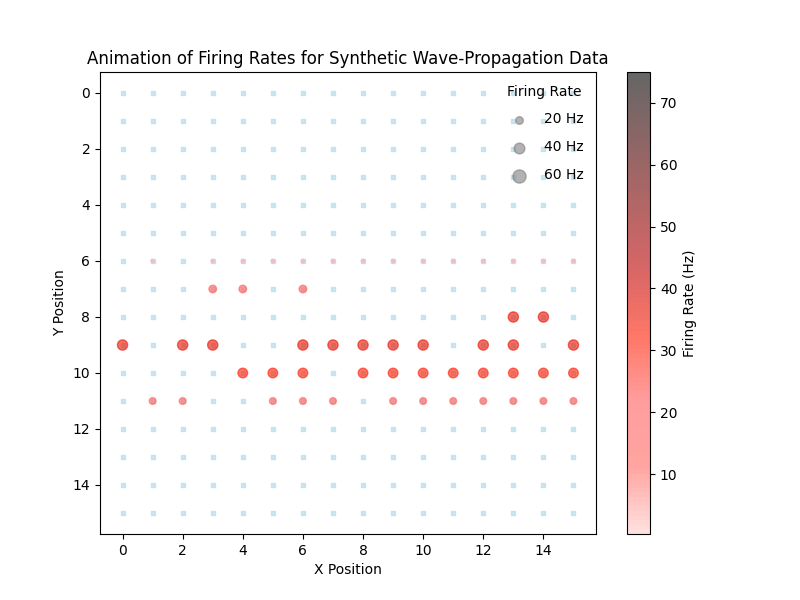 Animation of Firing Rates for Synthetic Wave-Propagation Data
Firing Rate
20 Hz
40 Hz
60 Hz
0
2
4
6
8
10
12
14
Y Position
0 2 4 6 8 10 12 14
X Position
70
60
50
40
30
20
10
Firing Rate (Hz)